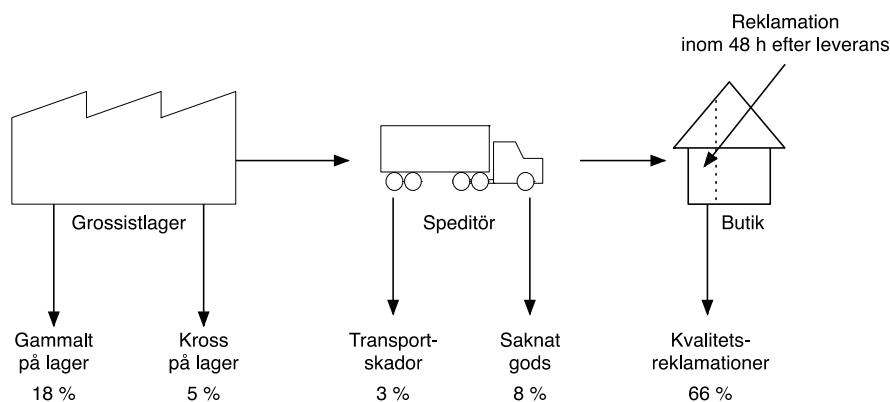 Reklamation
inom 48 h efter leverans
Grossistlager
Speditör
Butik
Gammalt
på lager
18 %
Kross
på lager
5 %
Transport-
skador
3 %
Saknat
gods
8 %
Kvalitets-
reklamationer
66 %